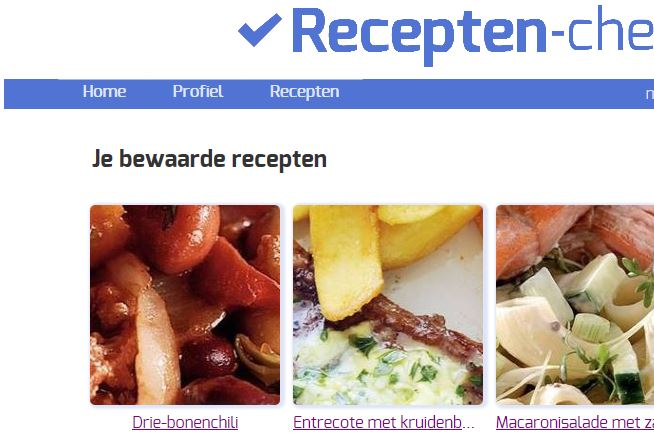 Recepten-che
Home Profiel Recepten
Je bewaarde recepten
Drie-bonenchili Entrecote met kruidenb... Macaronisalade met za